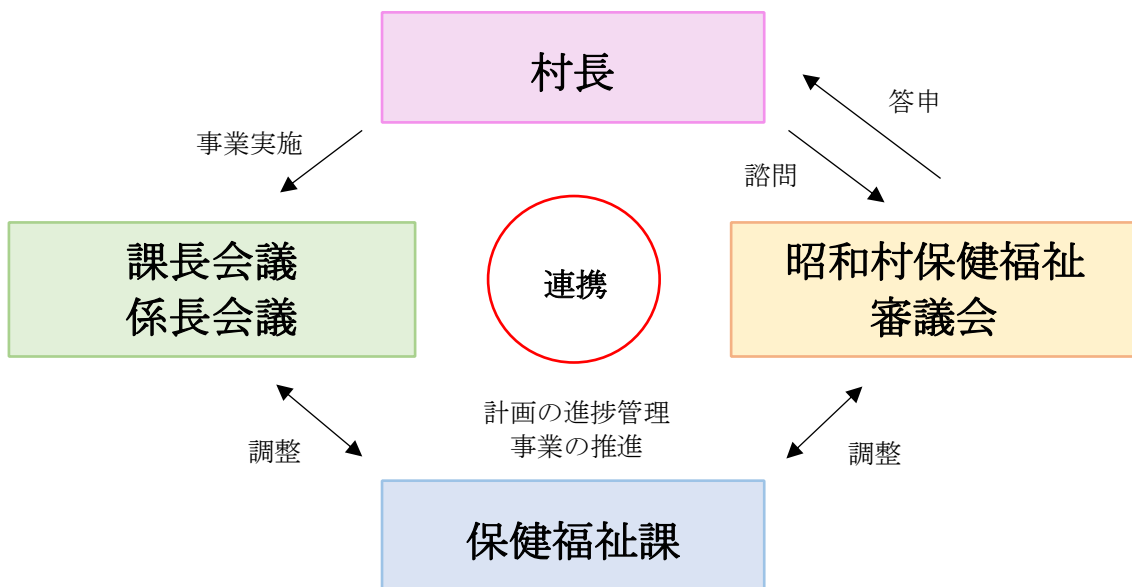 村長
答申
事業実施
諮問
課長会議
係長会議
連携
昭和村保健福祉
審議会
計画の進捗管理
事業の推進
調整
調整
保健福祉課